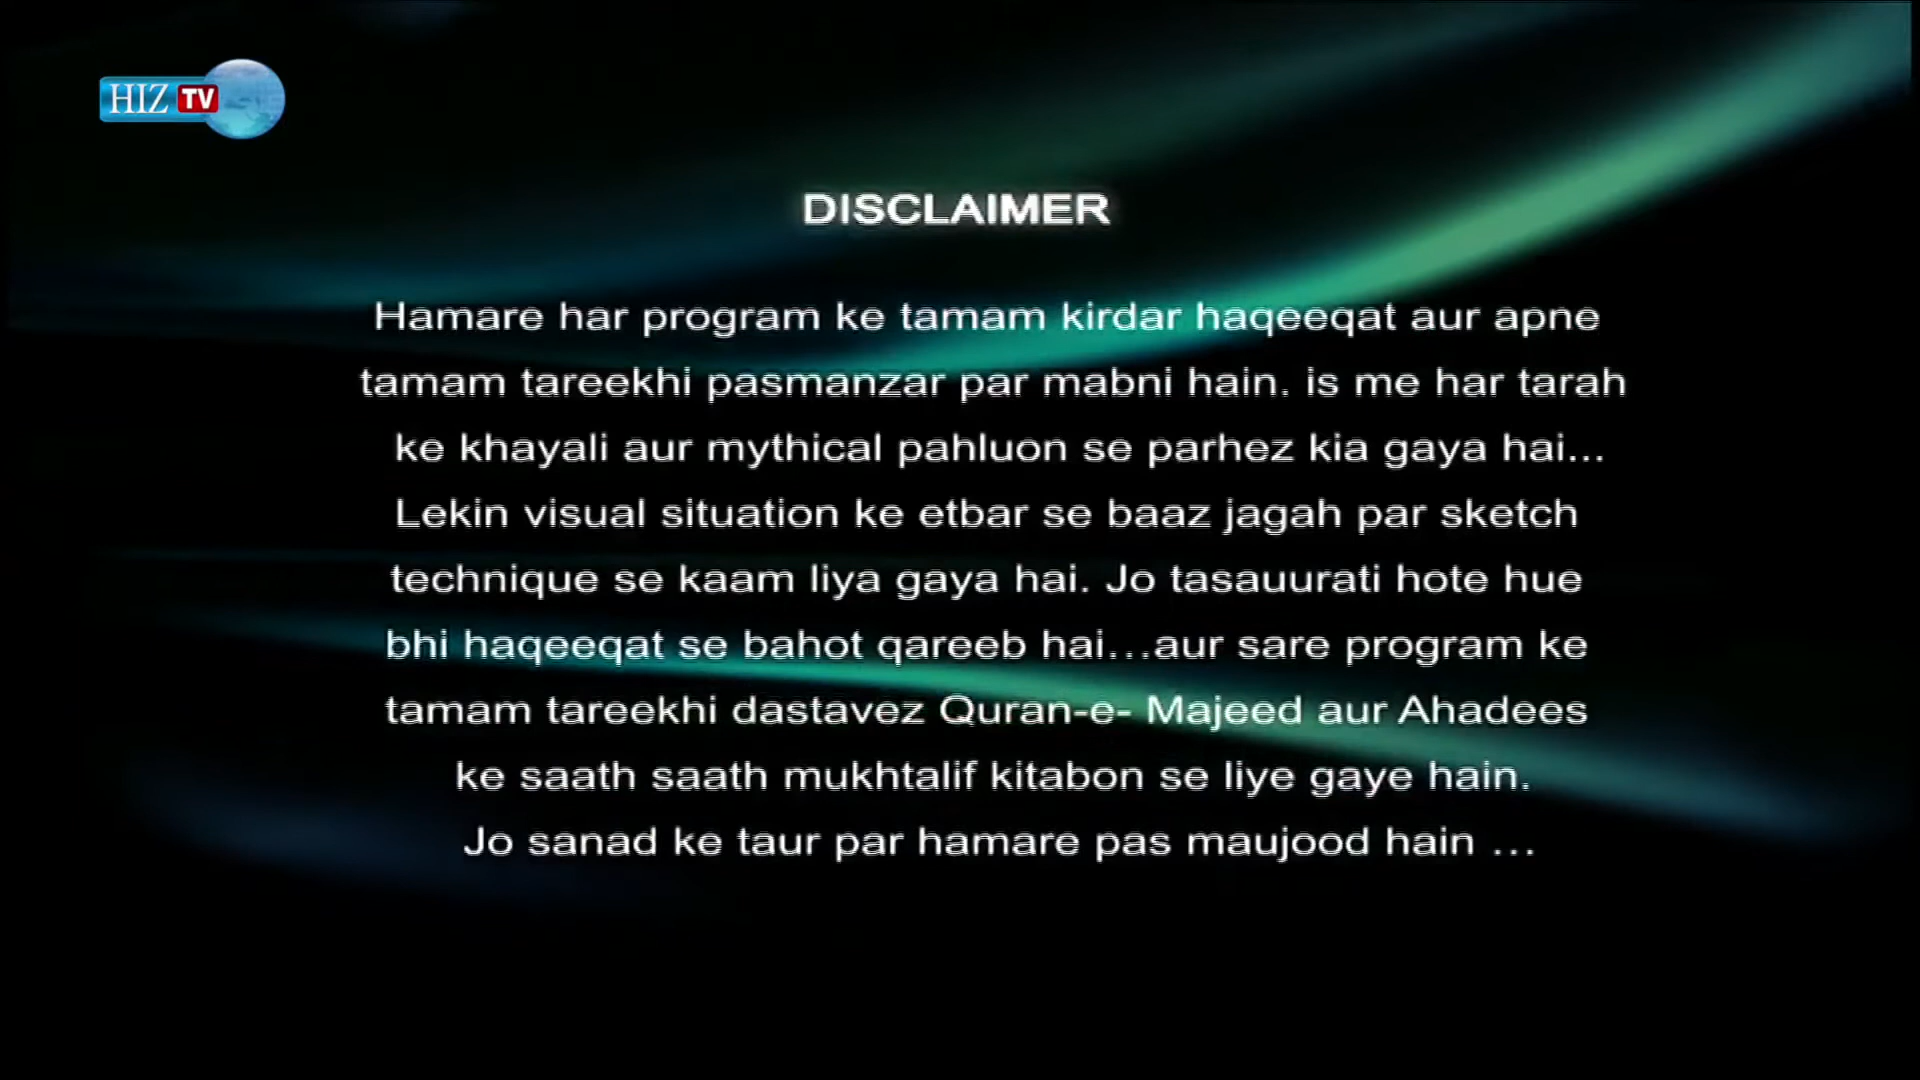 HIZ TV
DISCLAIMER
Hamare har program ke tamam kirdar haqeeqat aur apne
tamam tareekhi pasmanzar par mabni hain. is me har tarah
ke khayali aur mythical pahluon se parhez kia gaya hai...
Lekin visual situation ke etbar se baaz jagah par sketch
technique se kaam liya gaya hai. Jo tasauurati hote hue
bhi haqeeqat se bahot qareeb hai...aur sare program ke
tamam tareekhi dastavez Quran-e- Majeed aur Ahadees
ke saath saath mukhtalif kitabon se liye gaye hain.
Jo sanad ke taur par hamare pas maujood hain ...